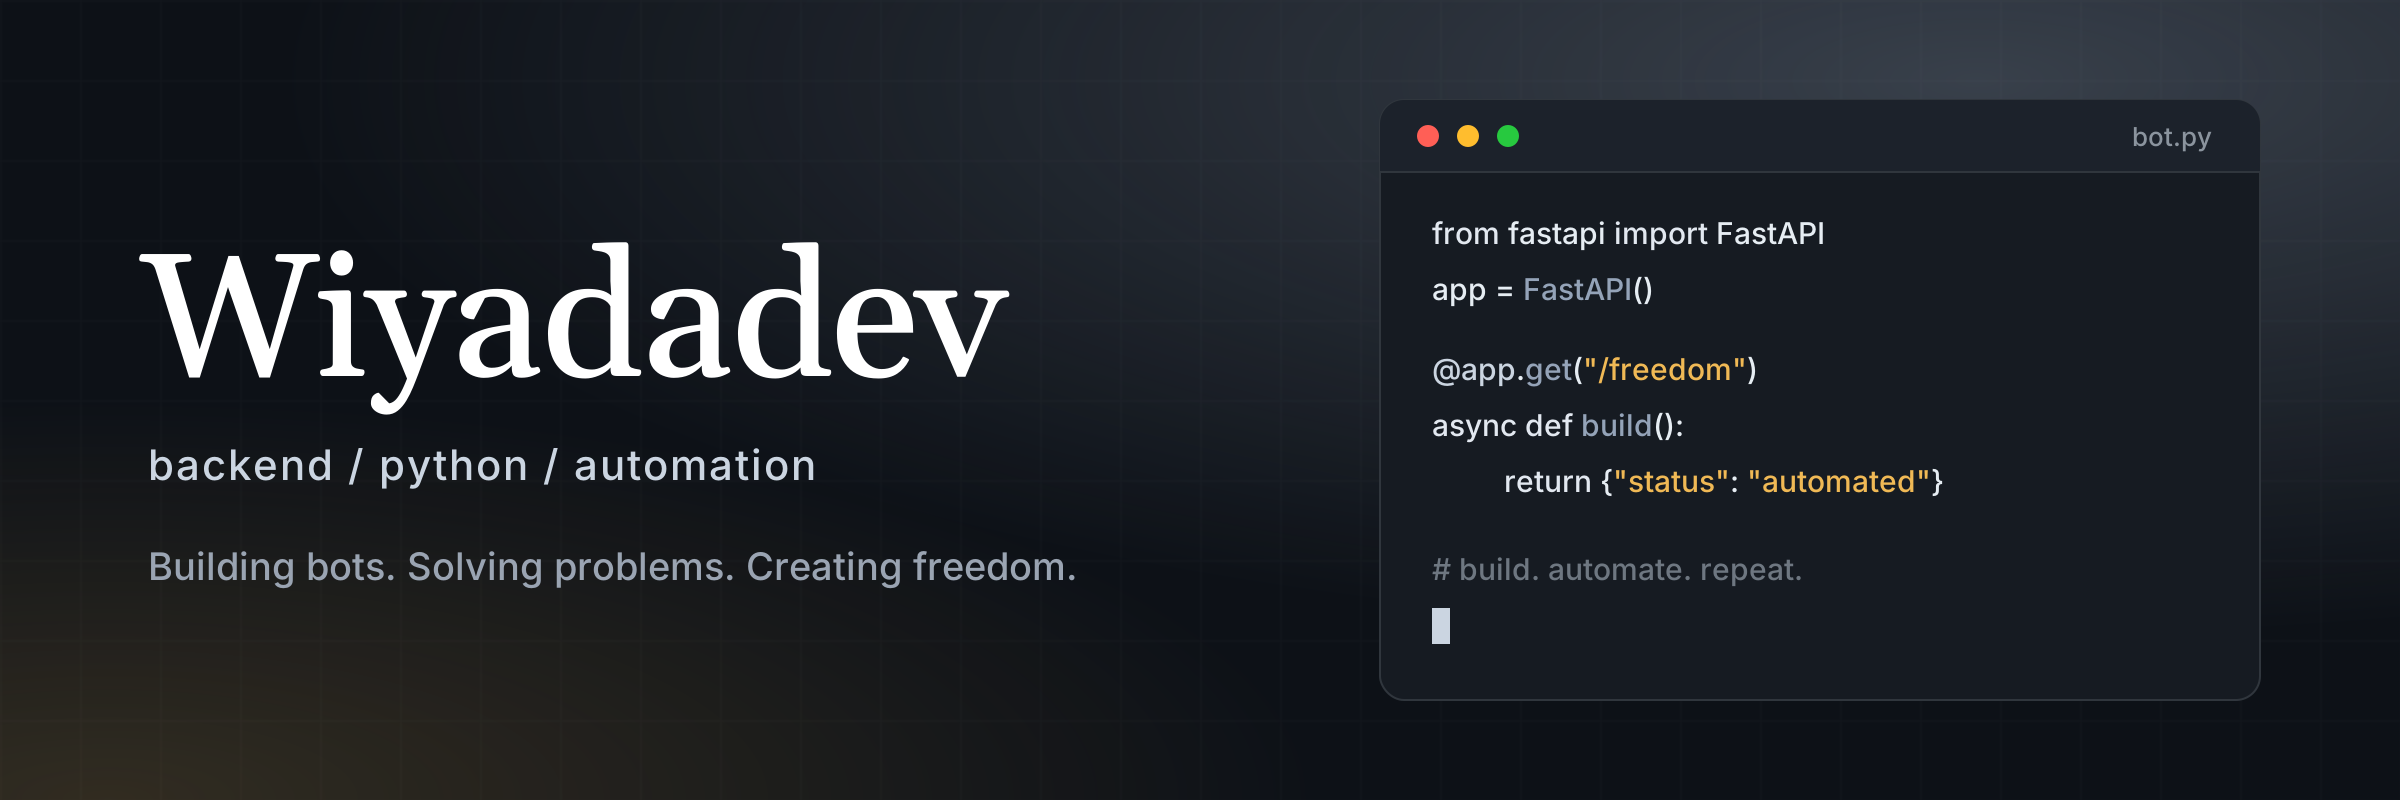 Wiyadadev
backend / python / automation
Building bots. Solving problems. Creating freedom.
bot.py
from fastapi import FastAPI
app = FastAPI()
@app.get("/freedom")
async def build():
return {"status": "automated"}
# build. automate. repeat.